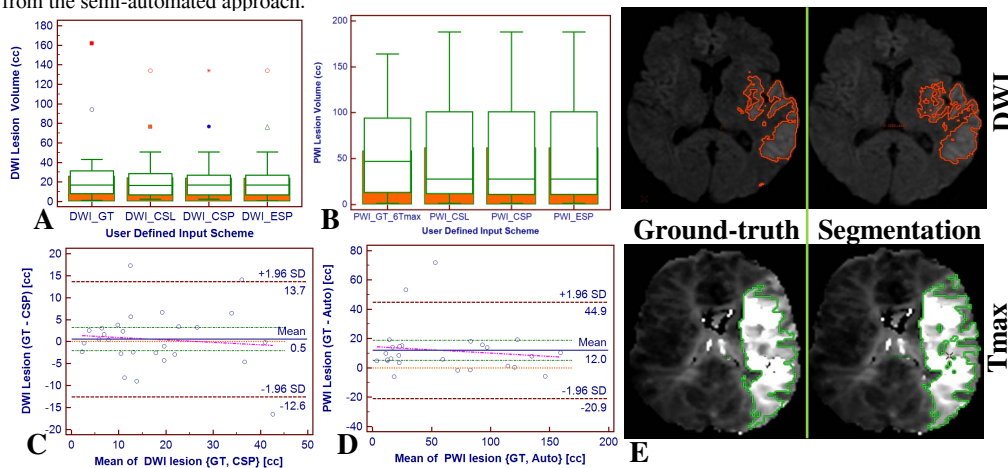 from the semi-automated approach.
DWI Lesion Volume (cc)
180
160
140
120
100
80
60
40
20
0
DWI_GT DWI_CSL DWI_CSP DWI_ESP
User Defined Input Scheme
A
PWI Lesion Volume (cc)
200
150
100
50
0
PWI_GT_6Tmax PWI_CSL PWI_CSP PWI_ESP
User Defined Input Scheme
B
DWI
Ground-truth Segmentation
DWI Lesion (GT - CSP) [cc]
20
15
10
5
0
-5
-10
-15
-20
+1.96 SD
13.7
Mean
0.5
-1.96 SD
-12.6
0 10 20 30 40 50
Mean of DWI lesion {GT, CSP} [cc]
C
PWI Lesion (GT - Auto) [cc]
80
60
40
20
0
-20
-40
+1.96 SD
44.9
Mean
12.0
-1.96 SD
-20.9
0 50 100 150 200
Mean of PWI lesion {GT, Auto} [cc]
D
Tmax
E